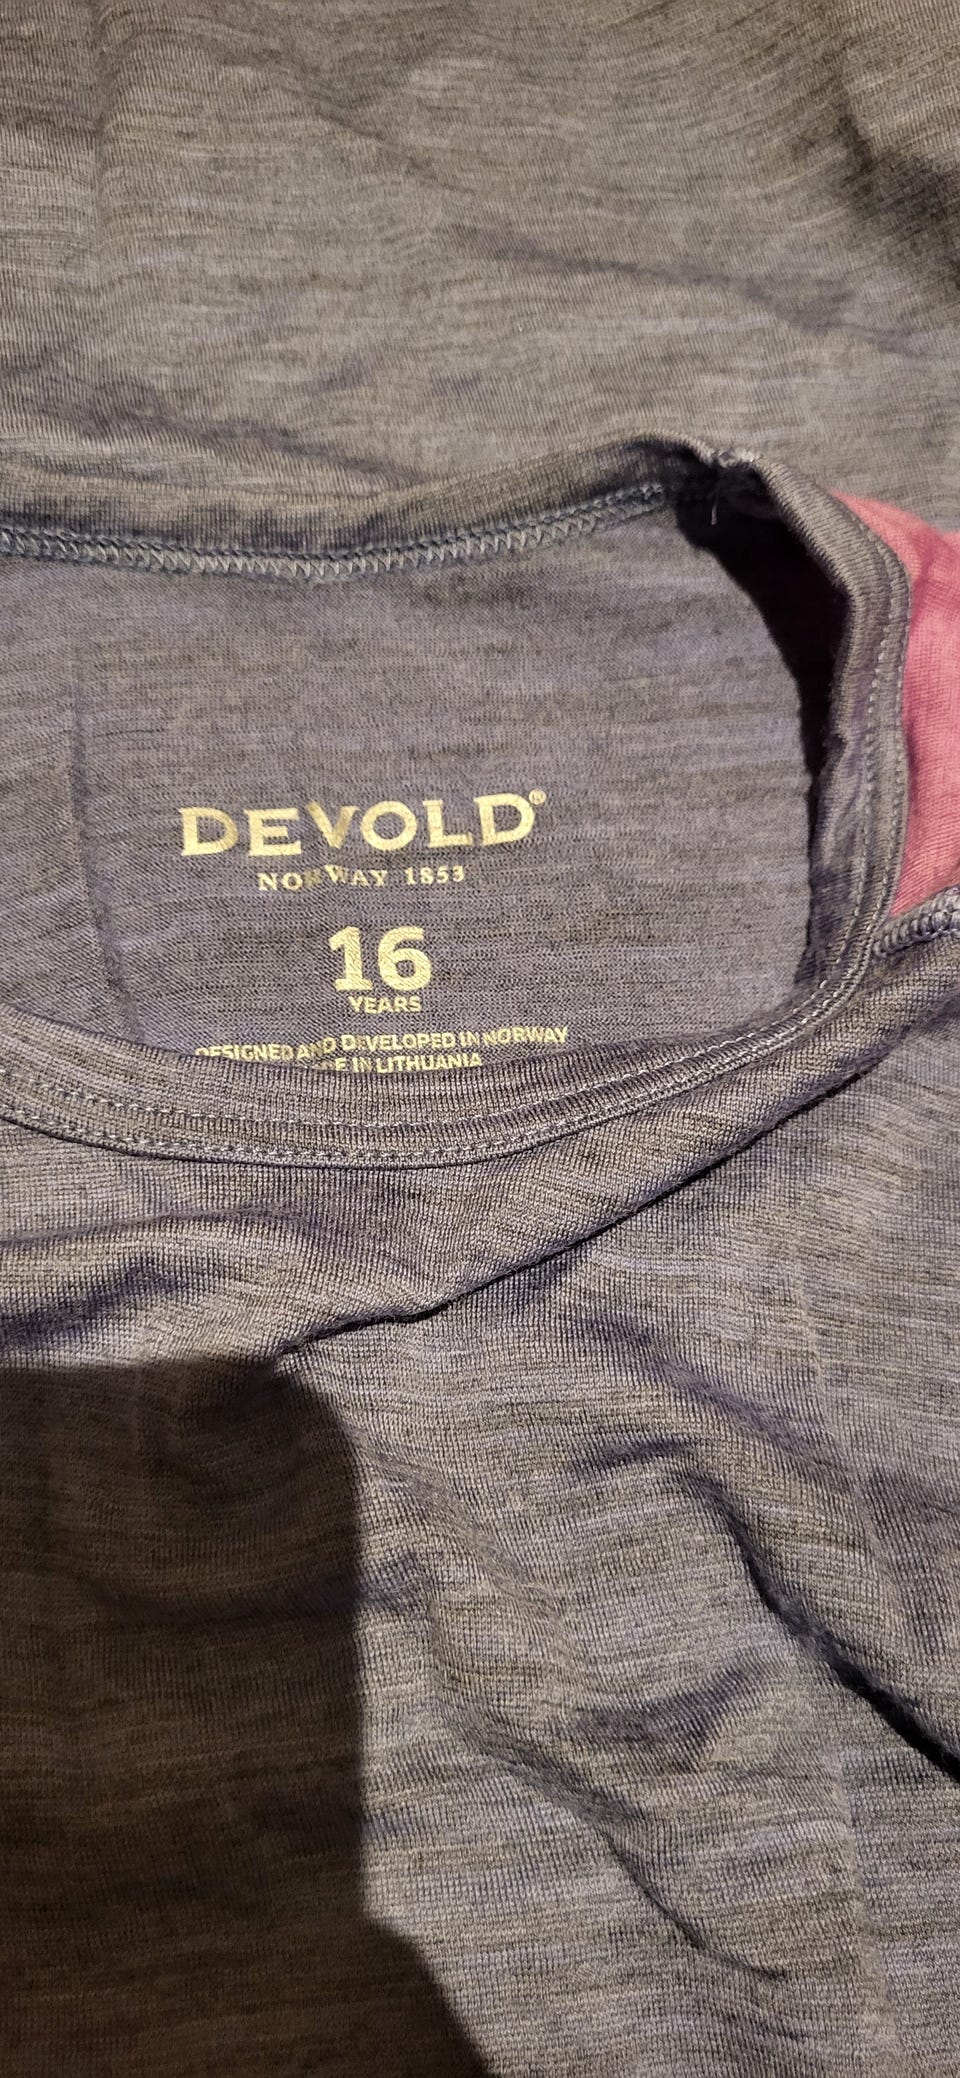 DEVOLD®
NORWAY 1853
16
YEARS
DESIGNED AND DEVELOPED IN NORWAY
IN LITHUANIA